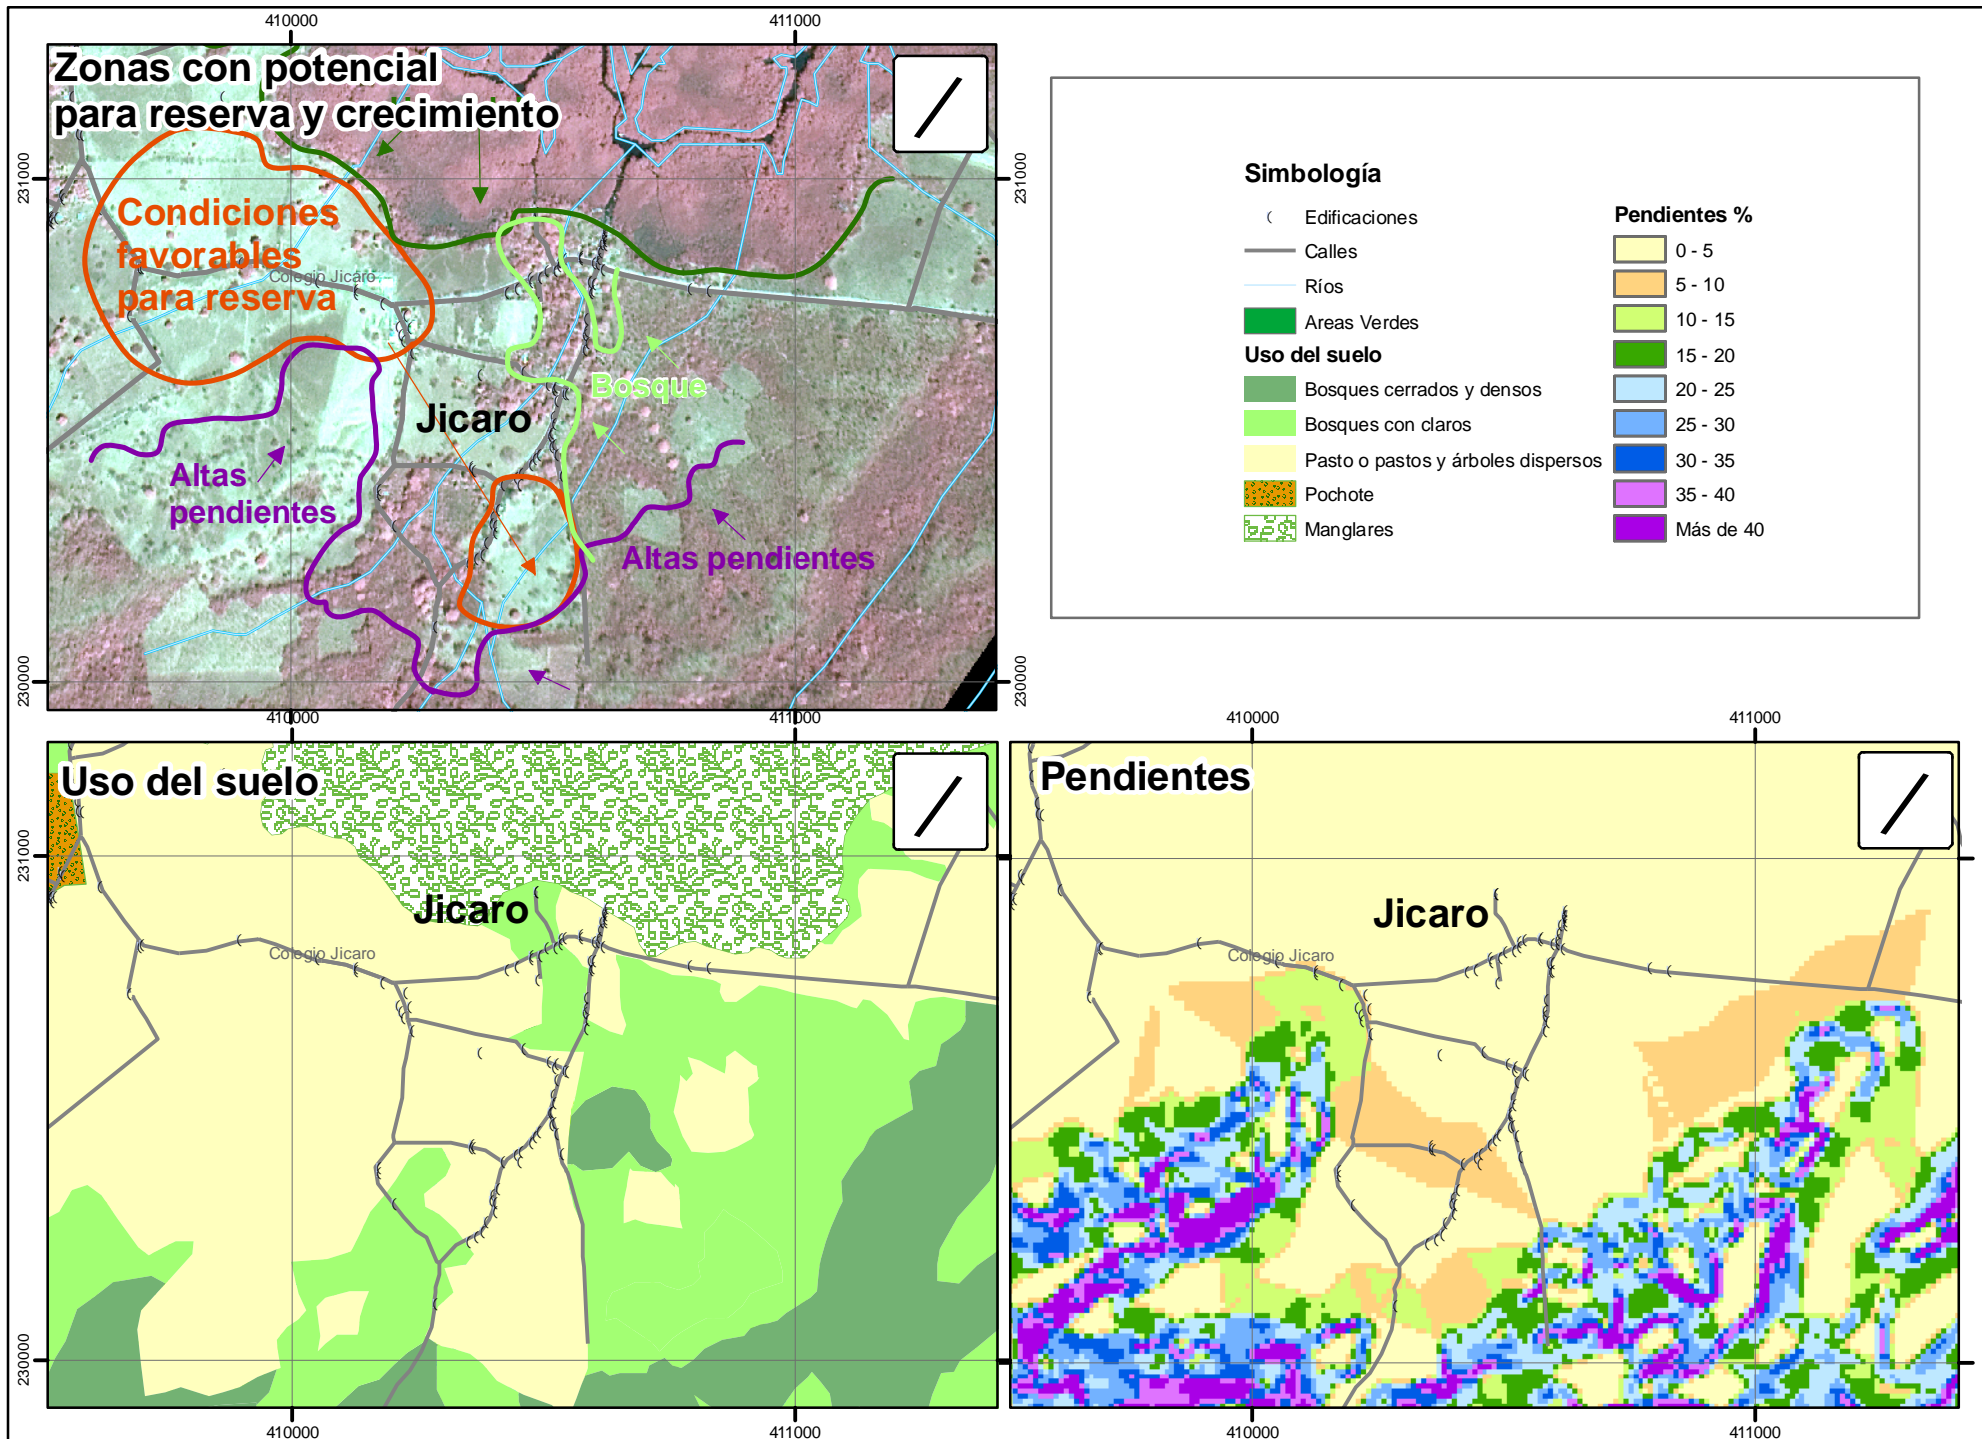 410000
411000
Zonas con potencial
para reserva y crecimiento
231000
231000
Condiciones
favorables
para reserva
Colegio Jicaro
Bosque
Jicaro
Altas
pendientes
Altas pendientes
230000
230000
410000
411000
Simbología
Edificaciones
Calles
Ríos
Areas Verdes
Uso del suelo
Bosques cerrados y densos
Bosques con claros
Pasto o pastos y árboles dispersos
Pochote
Manglares
Pendientes %
0 - 5
5 - 10
10 - 15
15 - 20
20 - 25
25 - 30
30 - 35
35 - 40
Más de 40
Uso del suelo
231000
Jicaro
Colegio Jicaro
230000
410000
411000
410000
411000
Pendientes
Jicaro
Colegio Jicaro
410000
411000